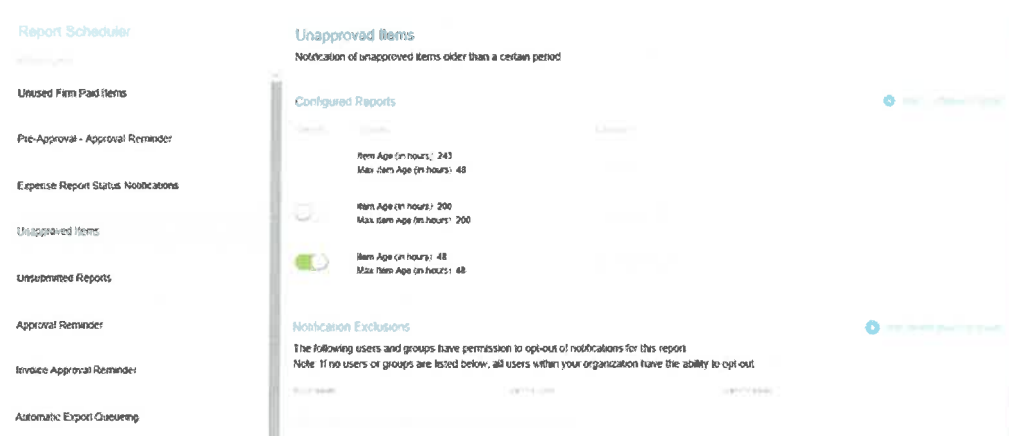 Report Scheduler
Unused Firm Paid Items
Pre-Approval - Approval Reminder
Expense Report Status Notifications
Unapproved Items
Unsubmitted Reports
Approval Reminder
Invoice Approval Reminder
Automatic Export Queueing
Unapproved Items
Notification of unapproved items older than a certain period
Configured Reports
Item Age (in hours): 243
Max Item Age (in hours): 48
Item Age (in hours): 200
Max Item Age (in hours): 200
Item Age (in hours): 48
Max Item Age (in hours): 48
Notification Exclusions
The following users and groups have permission to opt-out of notifications for this report
Note: If no users or groups are listed below, all users within your organization have the ability to opt-out